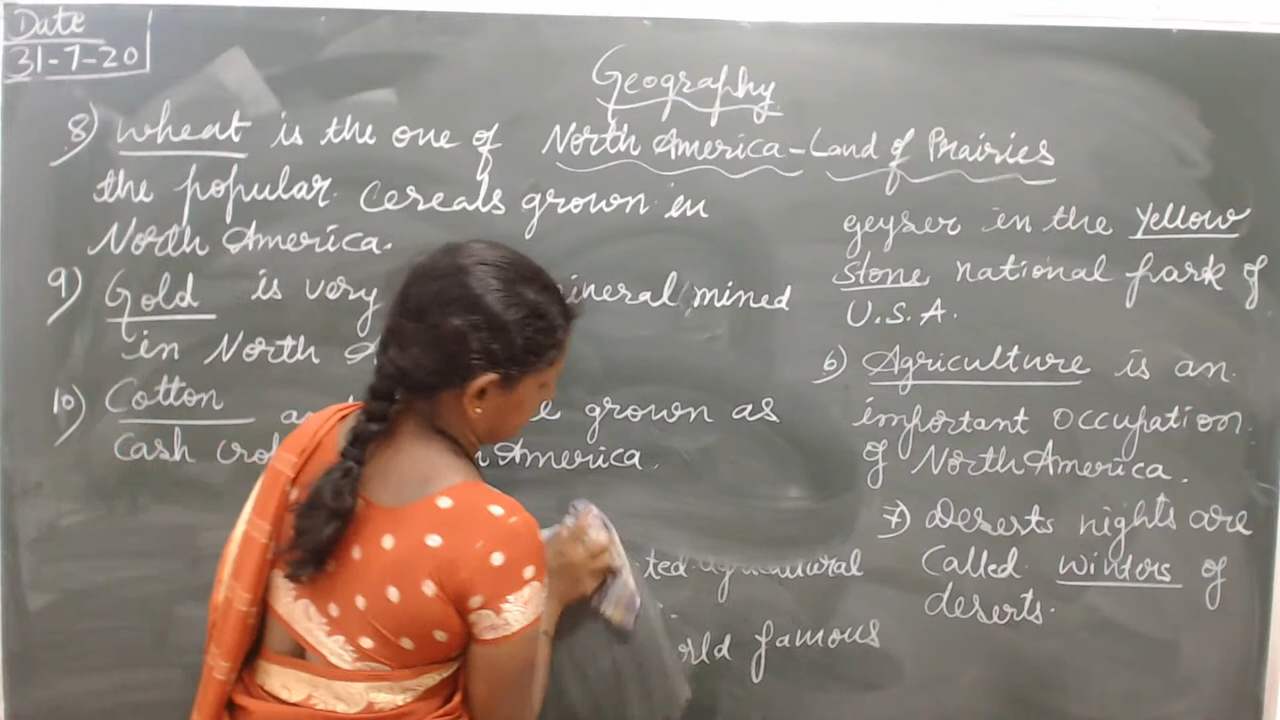 Date
31-7-20
Geography
North America - Land of Prairies
8) wheat is the one of
the popular cereals grown in
North America.
9) Gold is very mineral mined
in North
10) Cotton grown as
Cash America.
ted
rld famous
geyser in the Yellow
stone national park of
U.S.A.
6) Agriculture is an
important occupation
of North America.
7) Deserts nights are
Called winters of
deserts.